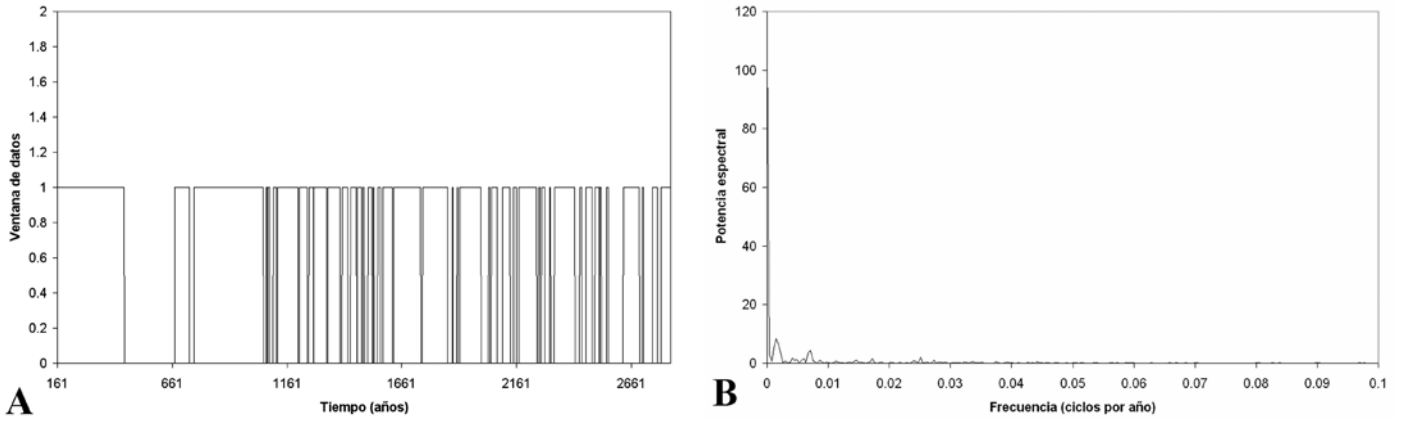 2
1.8
1.6
1.4
1.2
1
0.8
0.6
0.4
0.2
0
Ventana de datos
161 661 1161 1661 2161 2661
Tiempo (años)
A
120
100
80
60
40
20
0
Potencia espectral
0 0.01 0.02 0.03 0.04 0.05 0.06 0.07 0.08 0.09 0.1
Frecuencia (ciclos por año)
B